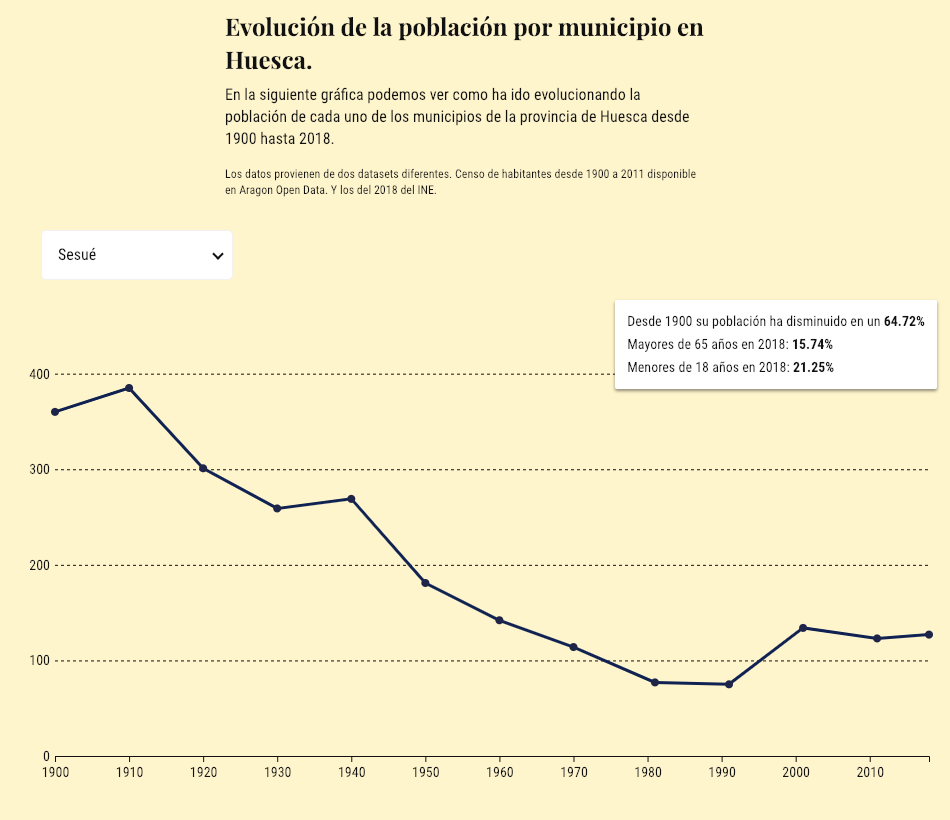 Evolución de la población por municipio en
Huesca.
En la siguiente gráfica podemos ver como ha ido evolucionando la
población de cada uno de los municipios de la provincia de Huesca desde
1900 hasta 2018.
Los datos provienen de dos datasets diferentes. Censo de habitantes desde 1900 a 2011 disponible
en Aragon Open Data. Y los del 2018 del INE.
Sesué
Desde 1900 su población ha disminuido en un 64.72%
Mayores de 65 años en 2018: 15.74%
Menores de 18 años en 2018: 21.25%
400
300
200
100
0
1900 1910 1920 1930 1940 1950 1960 1970 1980 1990 2000 2010